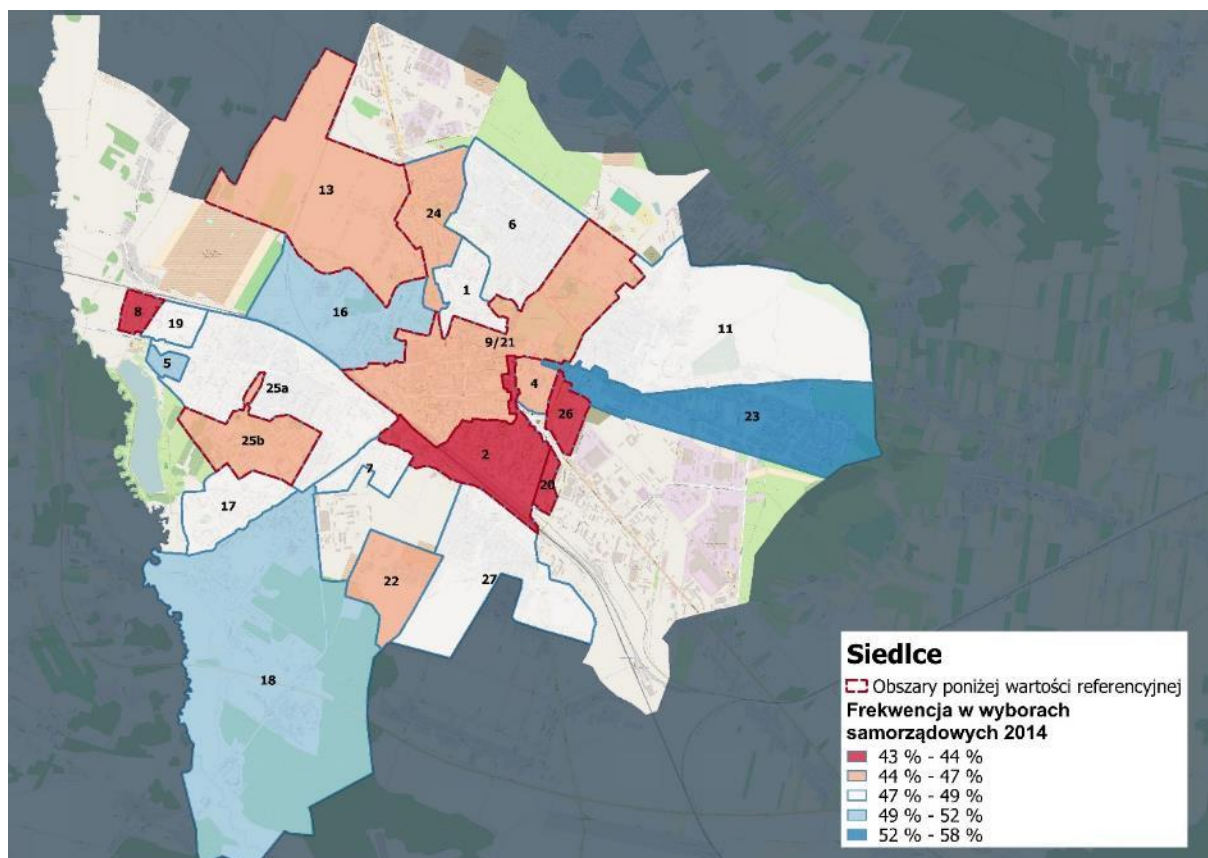 13
24
6
1
16
8
19
5
9/21
11
4
25a
26
23
25b
2
7
20
17
22
27
18
Siedlce
Obszary poniżej wartości referencyjnej
Frekwencja w wyborach
samorządowych 2014
43 % - 44 %
44 % - 47 %
47 % - 49 %
49 % - 52 %
52 % - 58 %